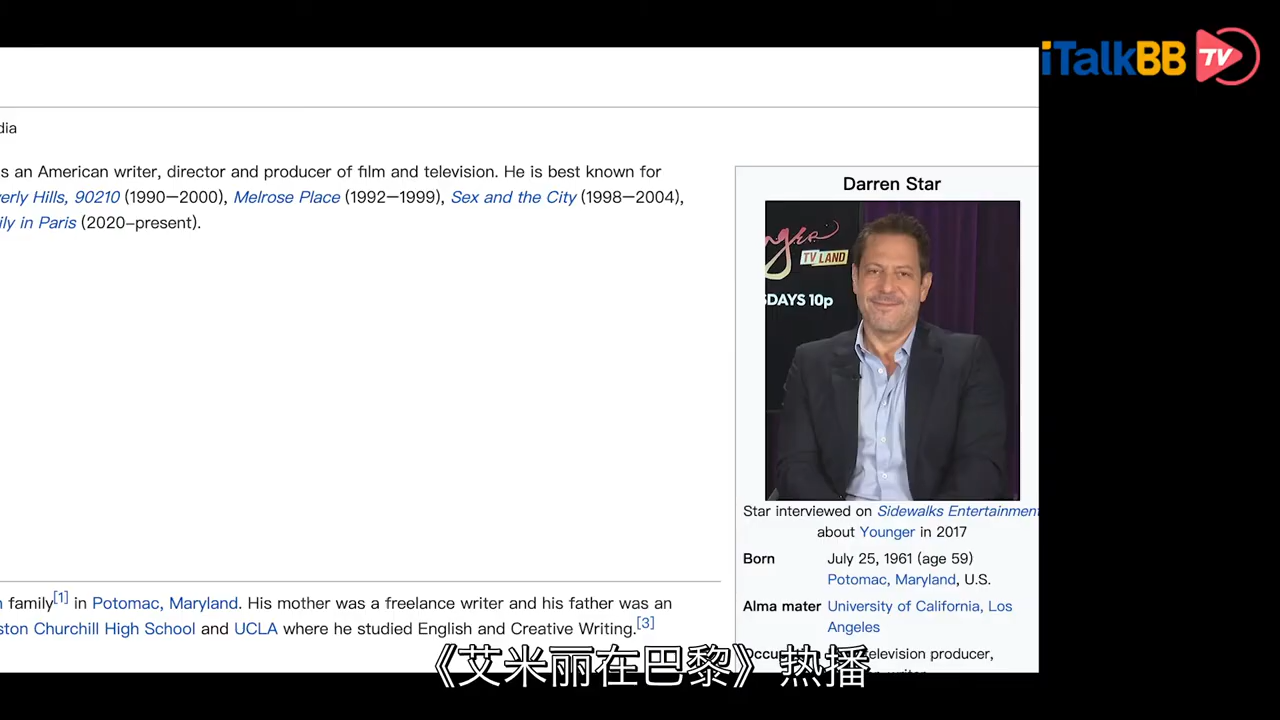 iTalkBB TV
dia
s an American writer, director and producer of film and television. He is best known for
erly Hills, 90210 (1990–2000), Melrose Place (1992–1999), Sex and the City (1998–2004),
ily in Paris (2020–present).
Darren Star
nger
TV LAND
SDAYS 10p
Star interviewed on Sidewalks Entertainment
about Younger in 2017
Born July 25, 1961 (age 59)
Potomac, Maryland, U.S.
Alma mater University of California, Los
Angeles
family[1] in Potomac, Maryland. His mother was a freelance writer and his father was an
ston Churchill High School and UCLA where he studied English and Creative Writing.[3]
elevision producer,
《艾米丽在巴黎》热播